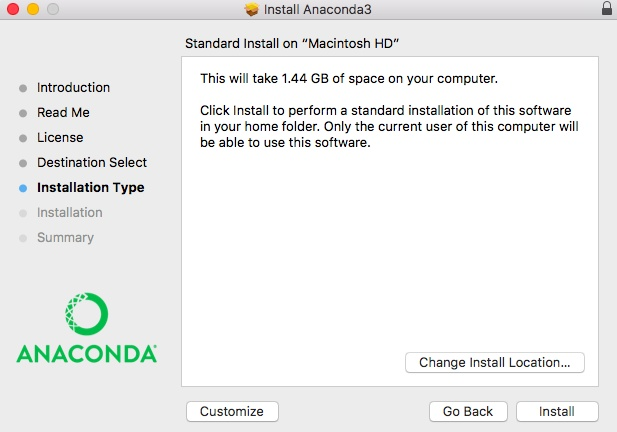 Install Anaconda3
Standard Install on “Macintosh HD”
Introduction
Read Me
License
Destination Select
Installation Type
Installation
Summary
ANACONDA®
This will take 1.44 GB of space on your computer.
Click Install to perform a standard installation of this software
in your home folder. Only the current user of this computer will
be able to use this software.
Change Install Location...
Customize
Go Back
Install